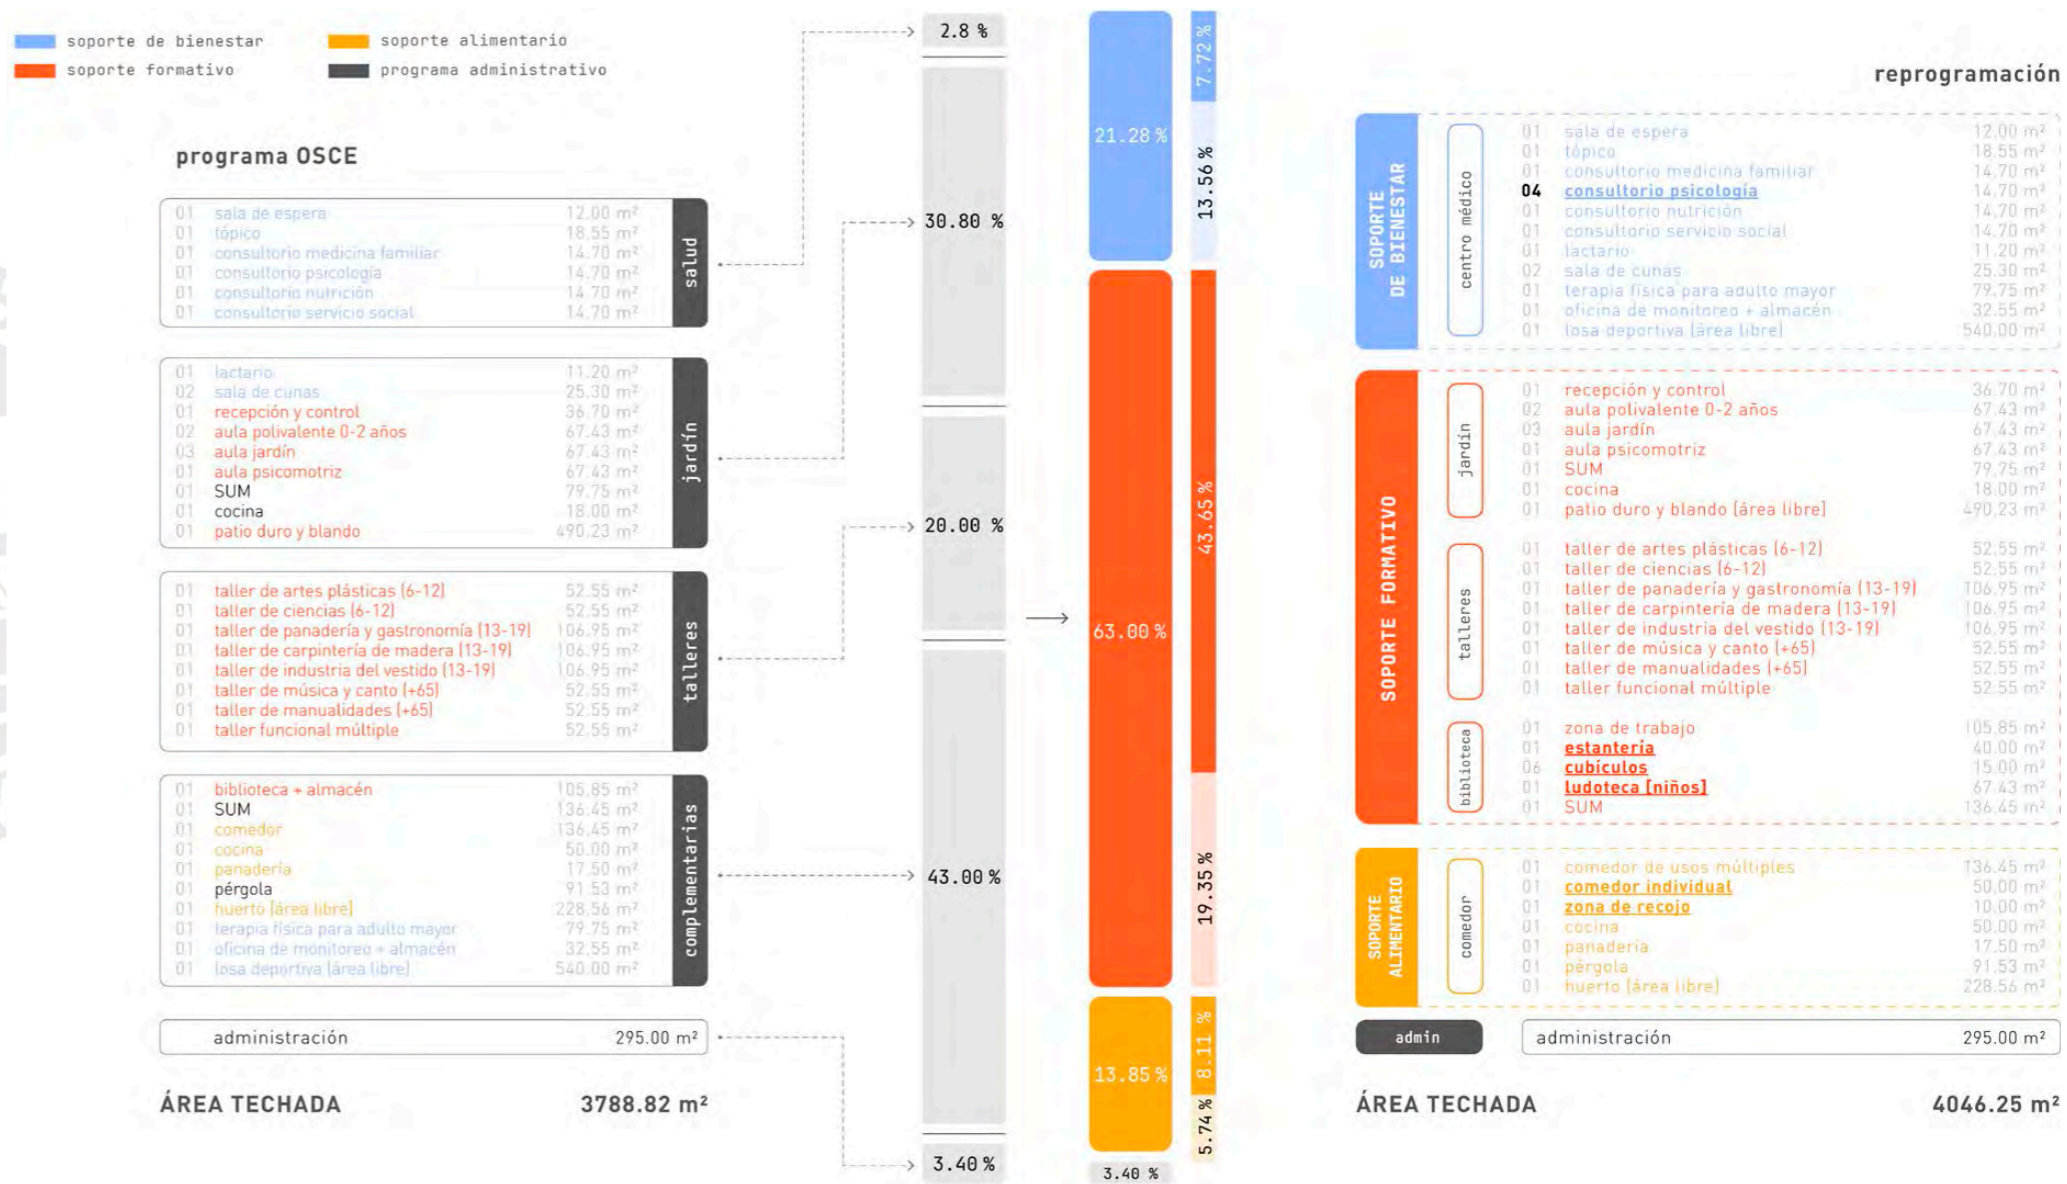 soporte de bienestar
soporte alimentario
soporte formativo
programa administrativo
programa OSCE
01 sala de espera 12.00 m²
01 tópico 18.55 m²
01 consultorio medicina familiar 14.70 m²
01 consultorio psicología 14.70 m²
01 consultorio nutrición 14.70 m²
01 consultorio servicio social 14.70 m²
salud
01 lactario 11.20 m²
02 sala de cunas 25.30 m²
01 recepción y control 36.70 m²
02 aula polivalente 0-2 años 67.43 m²
03 aula jardín 67.43 m²
01 aula psicomotriz 67.43 m²
01 SUM 79.75 m²
01 cocina 18.00 m²
01 patio duro y blando 490.23 m²
jardín
01 taller de artes plásticas (6-12) 52.55 m²
01 taller de ciencias (6-12) 52.55 m²
01 taller de panadería y gastronomía (13-19) 106.95 m²
01 taller de carpintería de madera (13-19) 106.95 m²
01 taller de industria del vestido (13-19) 106.95 m²
01 taller de música y canto (+65) 52.55 m²
01 taller de manualidades (+65) 52.55 m²
01 taller funcional múltiple 52.55 m²
talleres
01 biblioteca + almacén 105.85 m²
01 SUM 136.45 m²
01 comedor 136.45 m²
01 cocina 50.00 m²
01 panadería 17.50 m²
01 pérgola 91.53 m²
01 huerto [área libre] 228.56 m²
01 terapia física para adulto mayor 79.75 m²
01 oficina de monitoreo + almacén 32.55 m²
01 losa deportiva [área libre] 540.00 m²
complementarias
administración 295.00 m²
ÁREA TECHADA 3788.82 m²
2.8 %
30.80 %
20.00 %
43.00 %
3.40 %
21.28 %
63.00 %
13.85 %
3.40 %
7.72 %
13.56 %
43.65 %
19.35 %
8.11 %
5.74 %
reprogramación
SOPORTE
DE BIENESTAR
centro médico
01 sala de espera 12.00 m²
01 tópico 18.55 m²
01 consultorio medicina familiar 14.70 m²
04 consultorio psicología 14.70 m²
01 consultorio nutrición 14.70 m²
01 consultorio servicio social 14.70 m²
01 lactario 11.20 m²
02 sala de cunas 25.30 m²
01 terapia física para adulto mayor 79.75 m²
01 oficina de monitoreo + almacén 32.55 m²
01 losa deportiva [área libre] 540.00 m²
SOPORTE FORMATIVO
jardín
01 recepción y control 36.70 m²
02 aula polivalente 0-2 años 67.43 m²
03 aula jardín 67.43 m²
01 aula psicomotriz 67.43 m²
01 SUM 79.75 m²
01 cocina 18.00 m²
01 patio duro y blando [área libre] 490.23 m²
talleres
01 taller de artes plásticas (6-12) 52.55 m²
01 taller de ciencias (6-12) 52.55 m²
01 taller de panadería y gastronomía (13-19) 106.95 m²
01 taller de carpintería de madera (13-19) 106.95 m²
01 taller de industria del vestido (13-19) 106.95 m²
01 taller de música y canto (+65) 52.55 m²
01 taller de manualidades (+65) 52.55 m²
01 taller funcional múltiple 52.55 m²
biblioteca
01 zona de trabajo 105.85 m²
01 estantería 40.00 m²
06 cubículos 15.00 m²
01 ludoteca [niños] 67.43 m²
01 SUM 136.45 m²
SOPORTE
ALIMENTARIO
comedor
01 comedor de usos múltiples 136.45 m²
01 comedor individual 50.00 m²
01 zona de recojo 10.00 m²
01 cocina 50.00 m²
01 panadería 17.50 m²
01 pérgola 91.53 m²
01 huerto [área libre] 228.56 m²
admin
administración 295.00 m²
ÁREA TECHADA 4046.25 m²